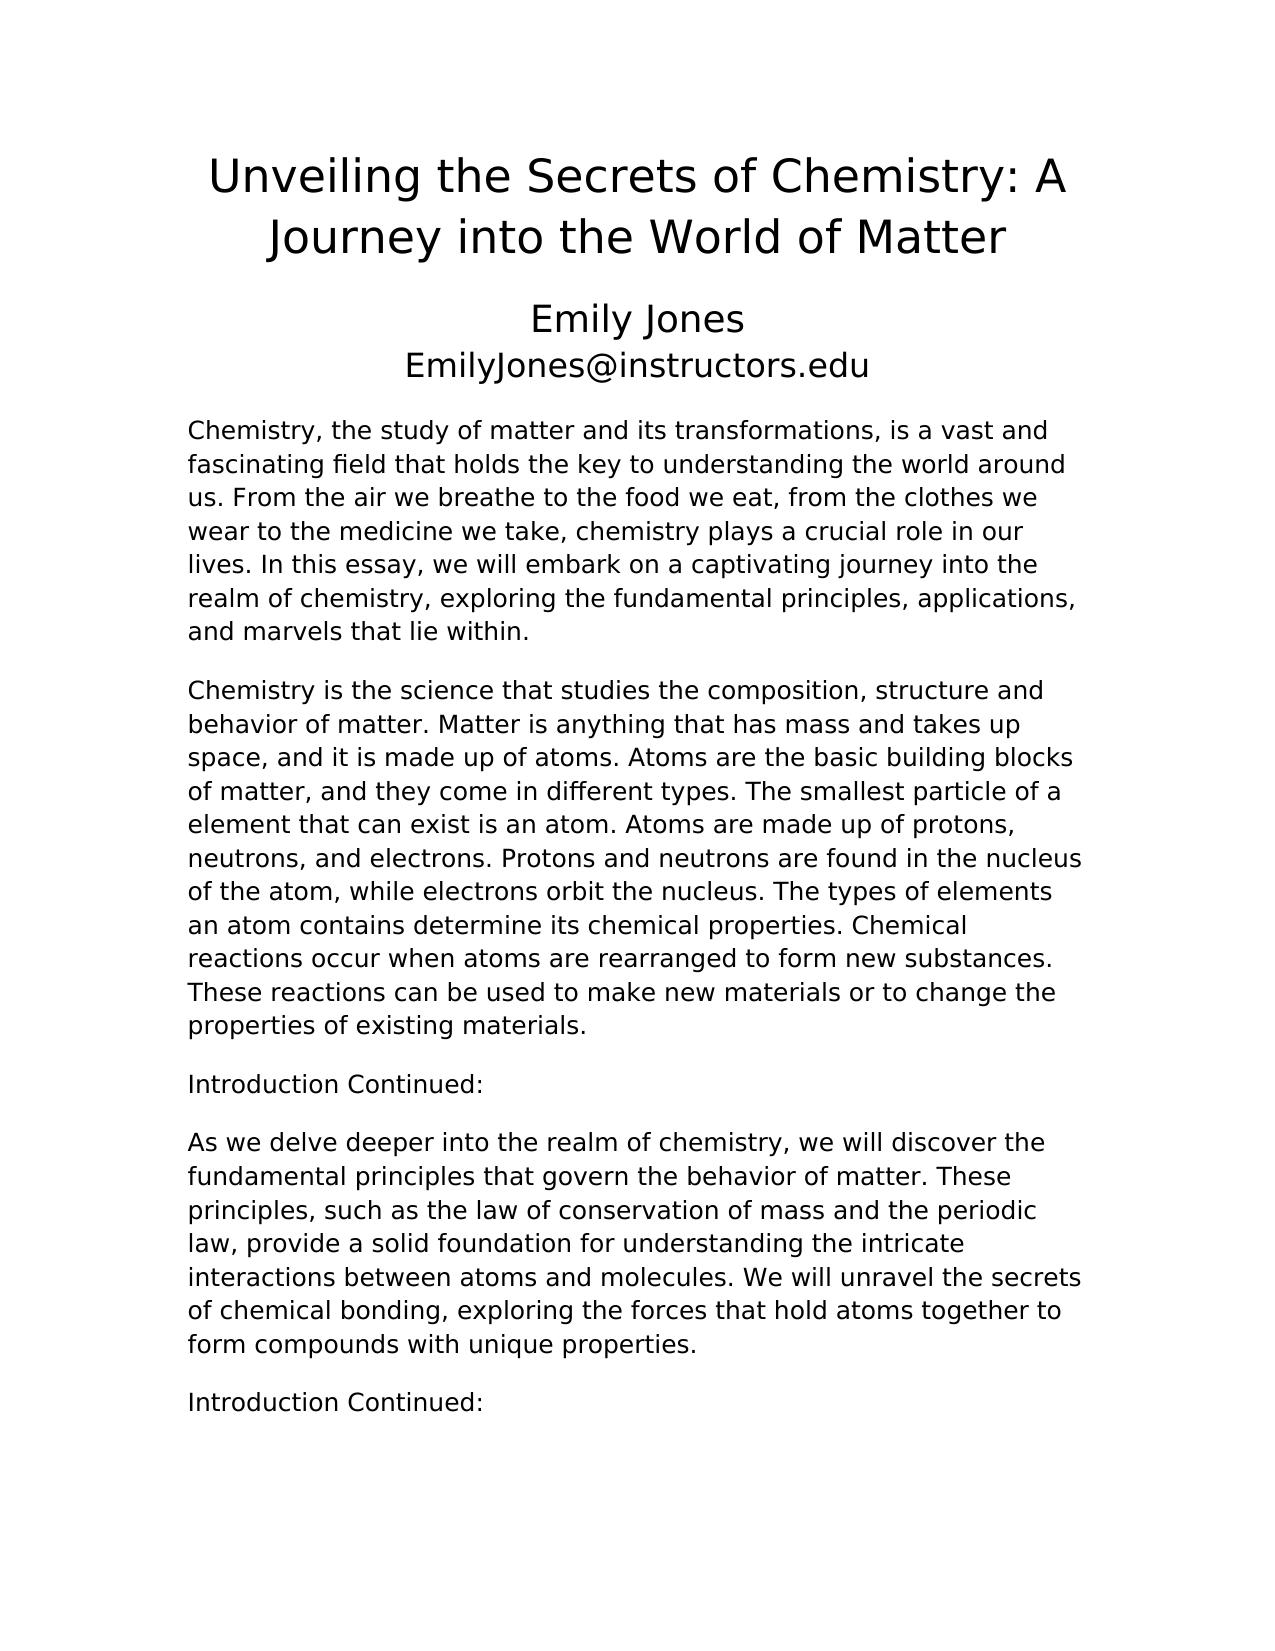 Unveiling the Secrets of Chemistry: A
Journey into the World of Matter
Emily Jones
EmilyJones@instructors.edu
Chemistry, the study of matter and its transformations, is a vast and
fascinating field that holds the key to understanding the world around
us. From the air we breathe to the food we eat, from the clothes we
wear to the medicine we take, chemistry plays a crucial role in our
lives. In this essay, we will embark on a captivating journey into the
realm of chemistry, exploring the fundamental principles, applications,
and marvels that lie within.
Chemistry is the science that studies the composition, structure and
behavior of matter. Matter is anything that has mass and takes up
space, and it is made up of atoms. Atoms are the basic building blocks
of matter, and they come in different types. The smallest particle of a
element that can exist is an atom. Atoms are made up of protons,
neutrons, and electrons. Protons and neutrons are found in the nucleus
of the atom, while electrons orbit the nucleus. The types of elements
an atom contains determine its chemical properties. Chemical
reactions occur when atoms are rearranged to form new substances.
These reactions can be used to make new materials or to change the
properties of existing materials.
Introduction Continued:
As we delve deeper into the realm of chemistry, we will discover the
fundamental principles that govern the behavior of matter. These
principles, such as the law of conservation of mass and the periodic
law, provide a solid foundation for understanding the intricate
interactions between atoms and molecules. We will unravel the secrets
of chemical bonding, exploring the forces that hold atoms together to
form compounds with unique properties.
Introduction Continued: